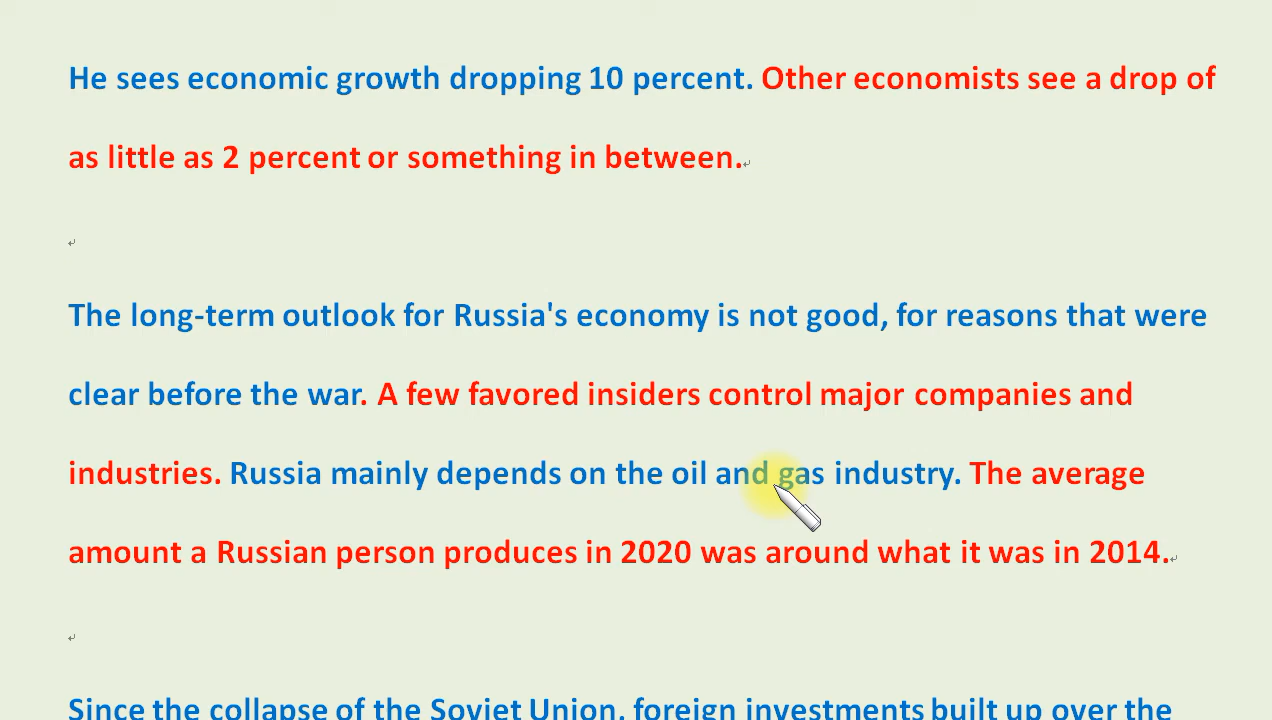 He sees economic growth dropping 10 percent. Other economists see a drop of
as little as 2 percent or something in between.
The long-term outlook for Russia's economy is not good, for reasons that were
clear before the war. A few favored insiders control major companies and
industries. Russia mainly depends on the oil and gas industry. The average
amount a Russian person produces in 2020 was around what it was in 2014.
Since the collapse of the Soviet Union, foreign investments built up over the